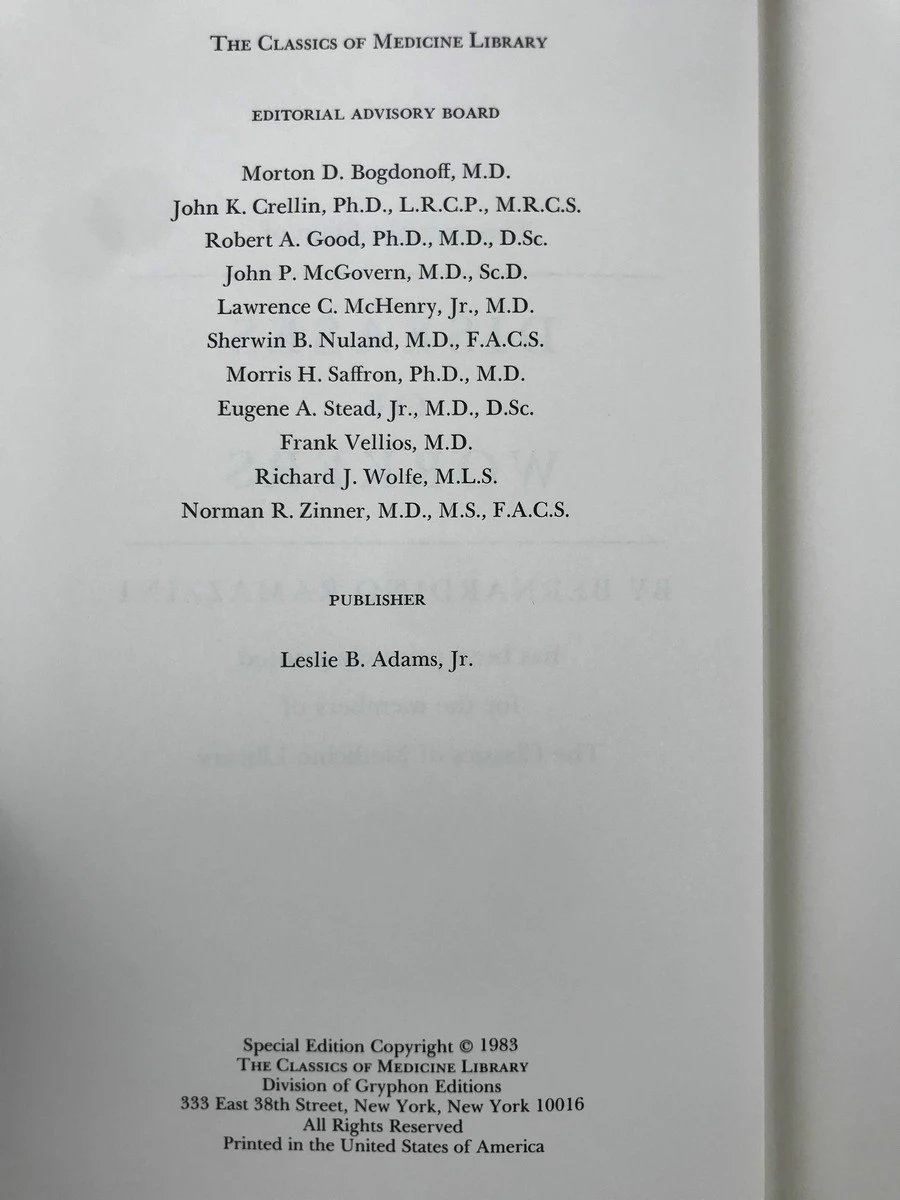 THE CLASSICS OF MEDICINE LIBRARY
EDITORIAL ADVISORY BOARD
Morton D. Bogdonoff, M.D.
John K. Crellin, Ph.D., L.R.C.P., M.R.C.S.
Robert A. Good, Ph.D., M.D., D.Sc.
John P. McGovern, M.D., Sc.D.
Lawrence C. McHenry, Jr., M.D.
Sherwin B. Nuland, M.D., F.A.C.S.
Morris H. Saffron, Ph.D., M.D.
Eugene A. Stead, Jr., M.D., D.Sc.
Frank Vellios, M.D.
Richard J. Wolfe, M.L.S.
Norman R. Zinner, M.D., M.S., F.A.C.S.
PUBLISHER
Leslie B. Adams, Jr.
Special Edition Copyright © 1983
THE CLASSICS OF MEDICINE LIBRARY
Division of Gryphon Editions
333 East 38th Street, New York, New York 10016
All Rights Reserved
Printed in the United States of America